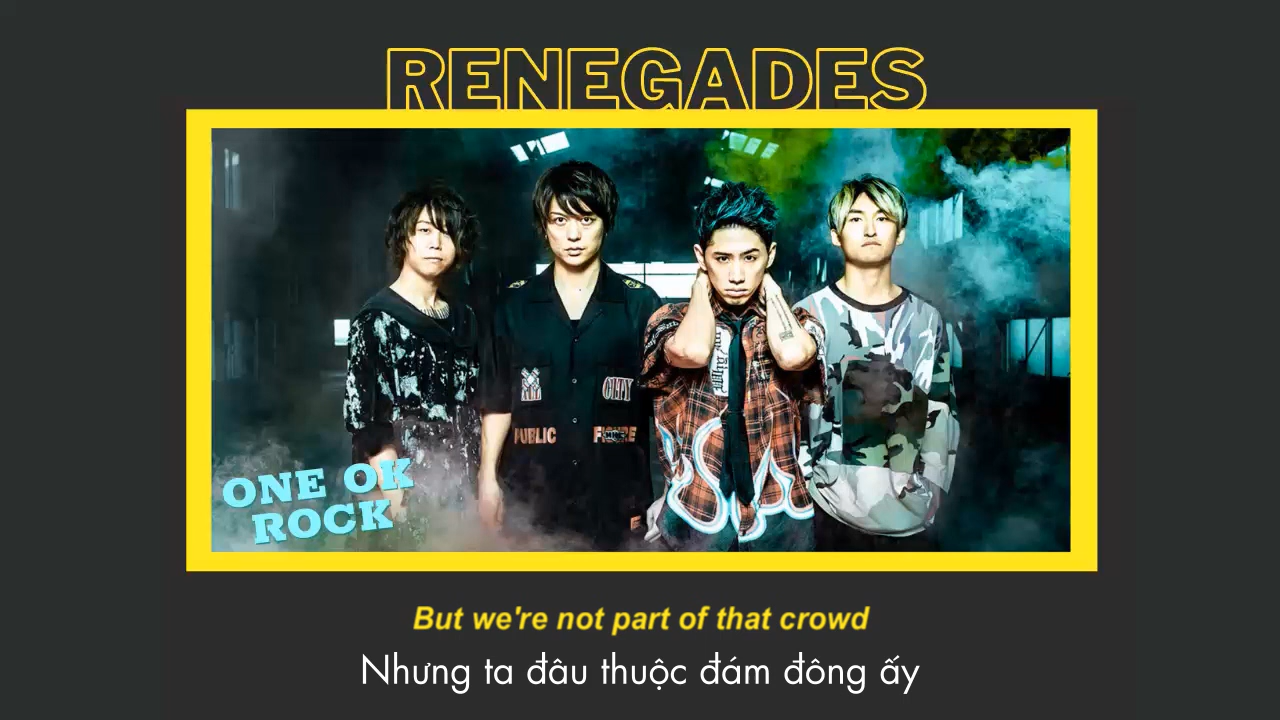 RENEGADES
CITY
PUBLIC FIGURE
ONE OK
ROCK
But we're not part of that crowd
Nhưng ta đâu thuộc đám đông ấy